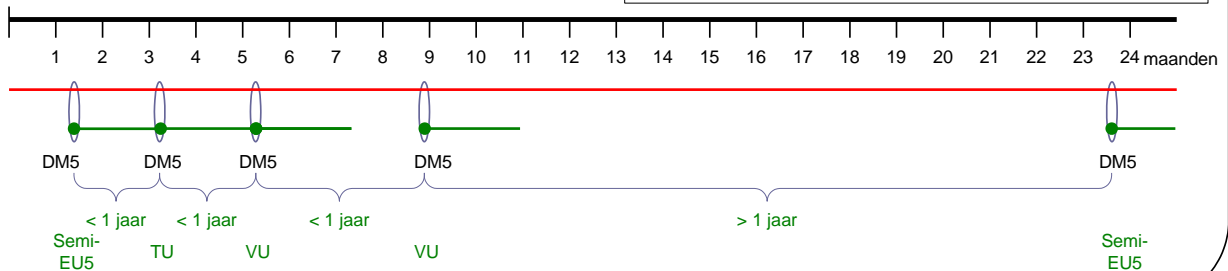 1 2 3 4 5 6 7 8 9 10 11 12 13 14 15 16 17 18 19 20 21 22 23 24 maanden
DM5 DM5 DM5 DM5 DM5
< 1 jaar < 1 jaar < 1 jaar > 1 jaar
Semi- Semi-
EU5 TU VU VU EU5